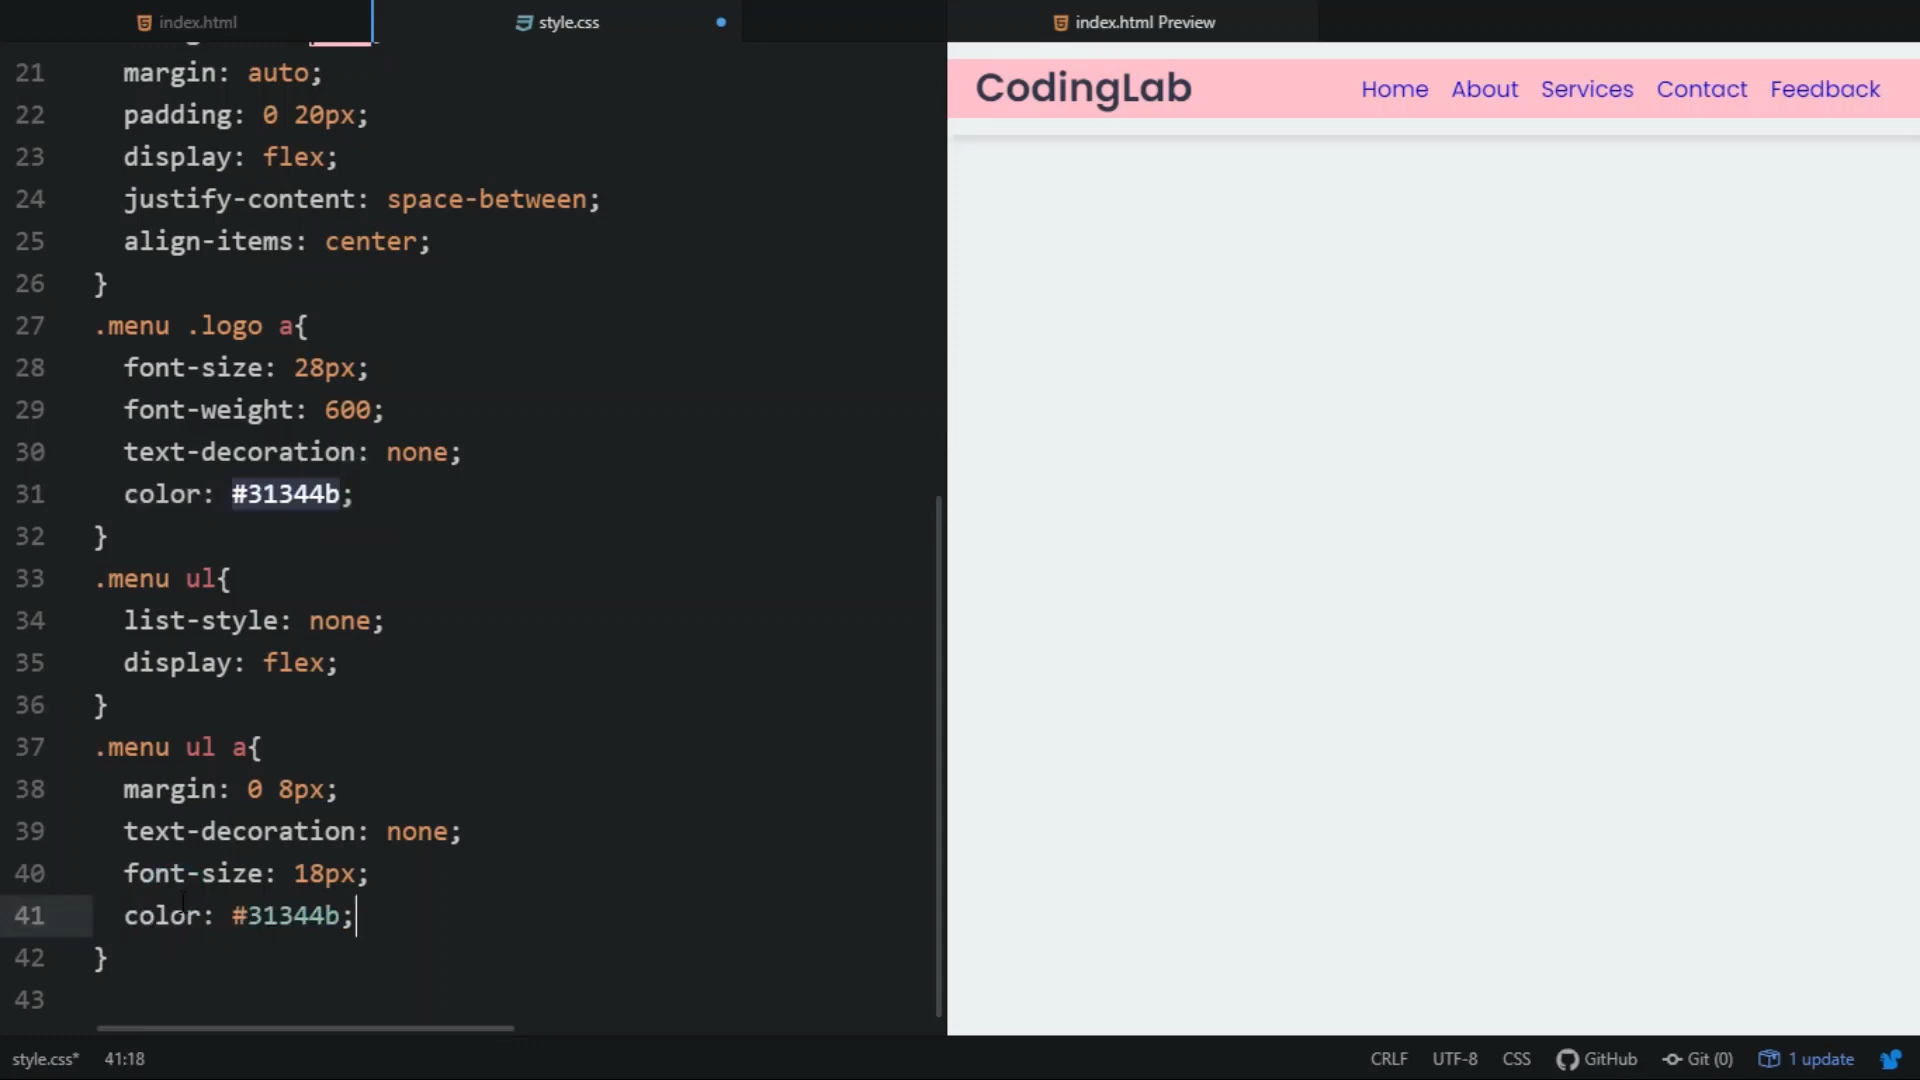 index.html
style.css
index.html Preview
21 margin: auto;
22 padding: 0 20px;
23 display: flex;
24 justify-content: space-between;
25 align-items: center;
26 }
27 .menu .logo a{
28 font-size: 28px;
29 font-weight: 600;
30 text-decoration: none;
31 color: #31344b;
32 }
33 .menu ul{
34 list-style: none;
35 display: flex;
36 }
37 .menu ul a{
38 margin: 0 8px;
39 text-decoration: none;
40 font-size: 18px;
41 color: #31344b;
42 }
43
CodingLab Home About Services Contact Feedback
style.css* 41:18 CRLF UTF-8 CSS GitHub Git (0) 1 update